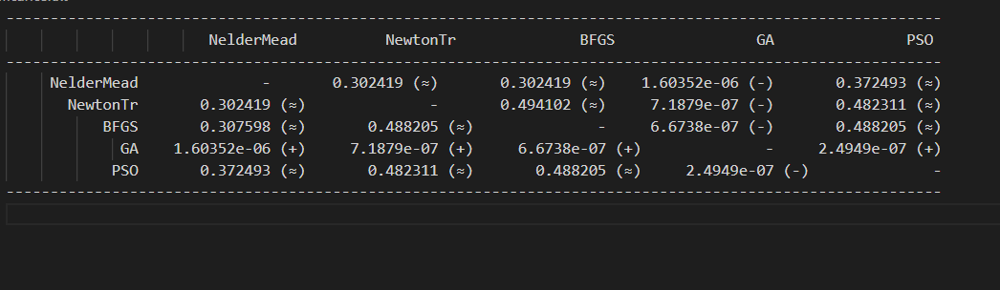 NelderMead NewtonTr BFGS GA PSO
NelderMead - 0.302419 (≈) 0.302419 (≈) 1.60352e-06 (-) 0.372493 (≈)
NewtonTr 0.302419 (≈) - 0.494102 (≈) 7.1879e-07 (-) 0.482311 (≈)
BFGS 0.307598 (≈) 0.488205 (≈) - 6.6738e-07 (-) 0.488205 (≈)
GA 1.60352e-06 (+) 7.1879e-07 (+) 6.6738e-07 (+) - 2.4949e-07 (+)
PSO 0.372493 (≈) 0.482311 (≈) 0.488205 (≈) 2.4949e-07 (-) -